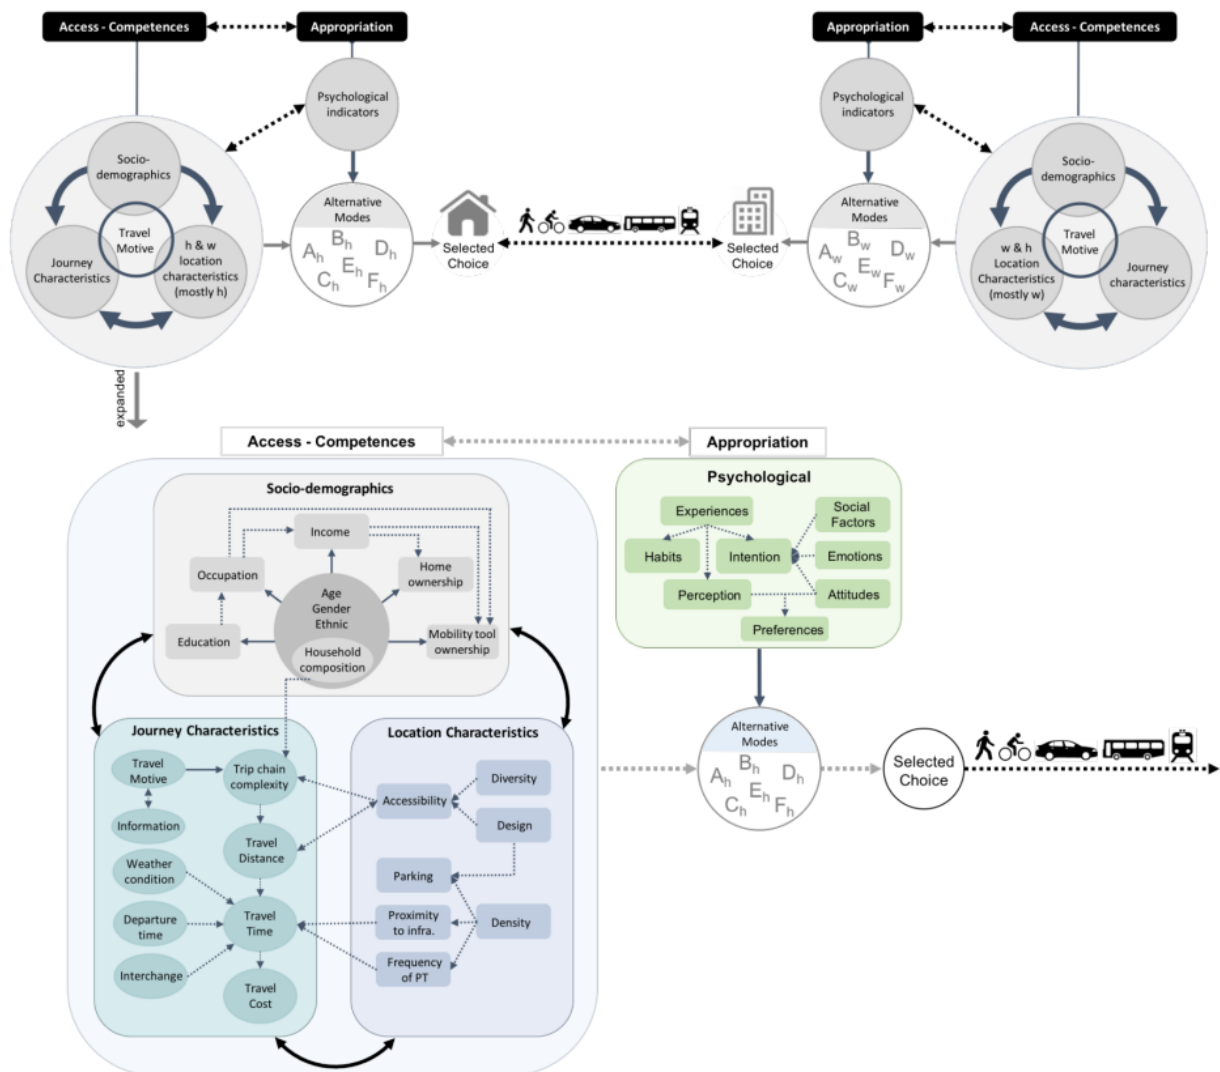 Access - Competences
Appropriation
Appropriation
Access - Competences
Psychological
indicators
Psychological
indicators
Socio-
demographics
Travel
Motive
Journey
Characteristics
h & w
location
characteristics
(mostly h)
Alternative
Modes
Ah Bh Ch Dh Eh Fh
Selected
Choice
Selected
Choice
Alternative
Modes
Aw Bw Cw Dw Ew Fw
Socio-
demographics
Travel
Motive
w & h
Location
Characteristics
(mostly w)
Journey
characteristics
expanded
Access - Competences
Appropriation
Socio-demographics
Income
Occupation
Home
ownership
Age
Gender
Ethnic
Education
Mobility tool
ownership
Household
composition
Psychological
Experiences
Social
Factors
Habits
Intention
Emotions
Perception
Attitudes
Preferences
Journey Characteristics
Travel
Motive
Trip chain
complexity
Information
Travel
Distance
Weather
condition
Departure
time
Travel
Time
Interchange
Travel
Cost
Location Characteristics
Diversity
Accessibility
Design
Parking
Proximity
to infra.
Density
Frequency
of PT
Alternative
Modes
Ah Bh Ch Dh Eh Fh
Selected
Choice